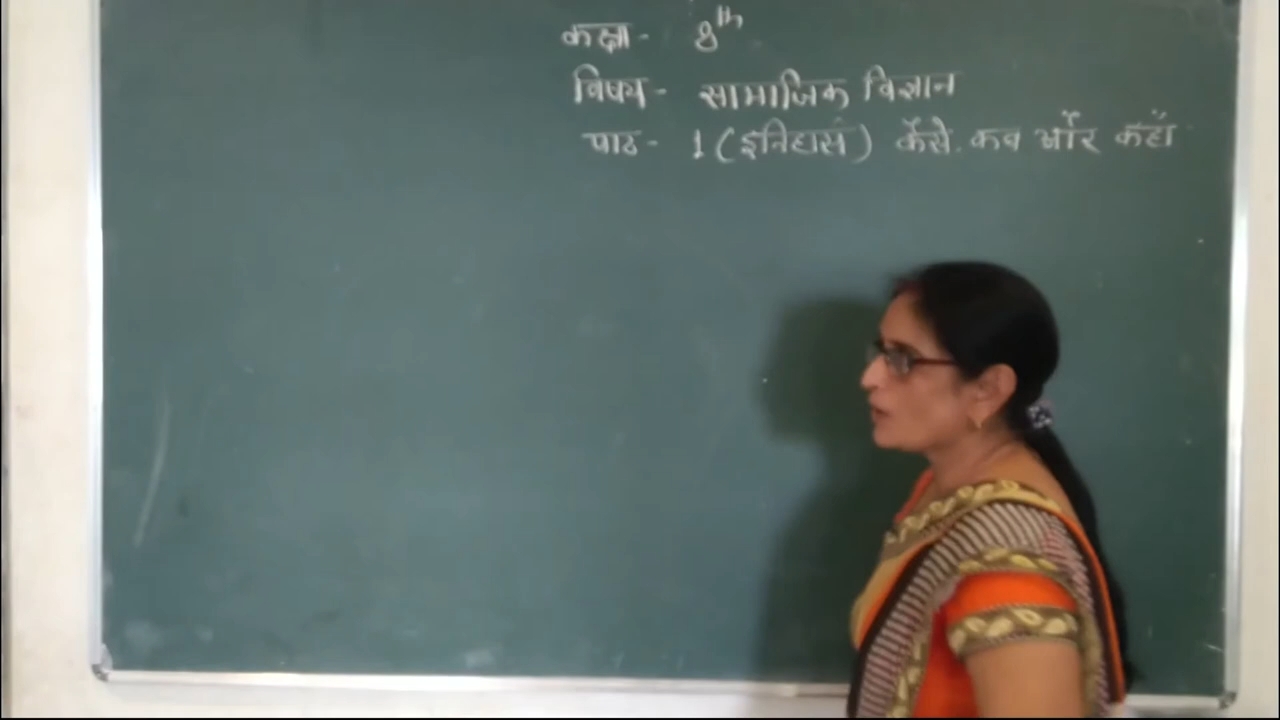 कक्षा- 8th
विषय- सामाजिक विज्ञान
पाठ- 1 (इतिहास) कैसे. कब और कहाँ